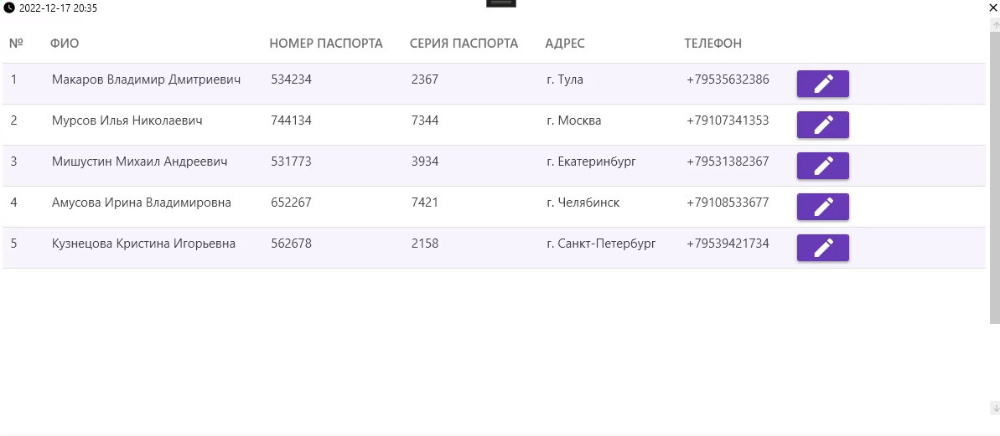 2022-12-17 20:35
№ ФИО НОМЕР ПАСПОРТА СЕРИЯ ПАСПОРТА АДРЕС ТЕЛЕФОН
1 Макаров Владимир Дмитриевич 534234 2367 г. Тула +79535632386
2 Мурсов Илья Николаевич 744134 7344 г. Москва +79107341353
3 Мишустин Михаил Андреевич 531773 3934 г. Екатеринбург +79531382367
4 Амусова Ирина Владимировна 652267 7421 г. Челябинск +79108533677
5 Кузнецова Кристина Игорьевна 562678 2158 г. Санкт-Петербург +79539421734